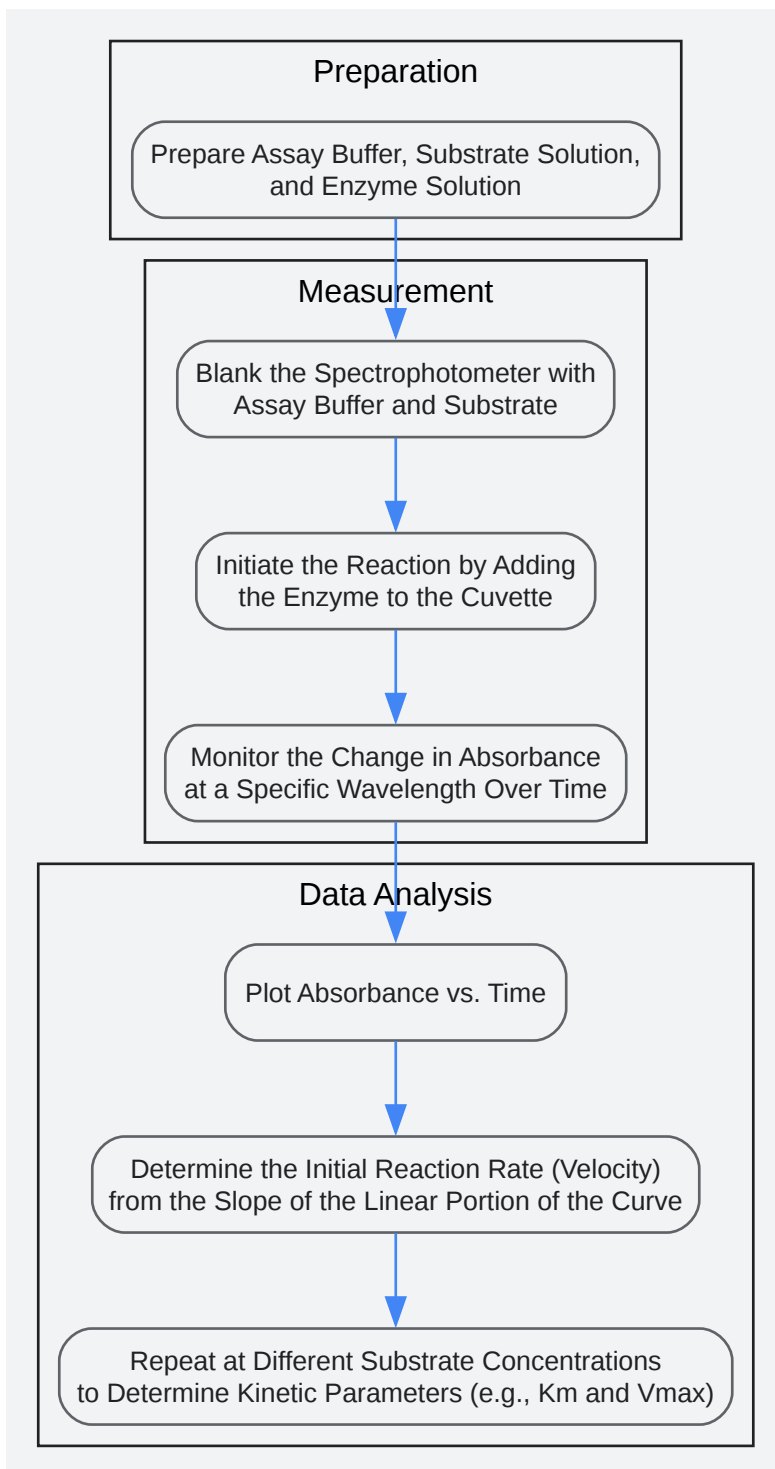 Preparation
Prepare Assay Buffer, Substrate Solution,
and Enzyme Solution
Measurement
Blank the Spectrophotometer with
Assay Buffer and Substrate
Initiate the Reaction by Adding
the Enzyme to the Cuvette
Monitor the Change in Absorbance
at a Specific Wavelength Over Time
Data Analysis
Plot Absorbance vs. Time
Determine the Initial Reaction Rate (Velocity)
from the Slope of the Linear Portion of the Curve
Repeat at Different Substrate Concentrations
to Determine Kinetic Parameters (e.g., Km and Vmax)